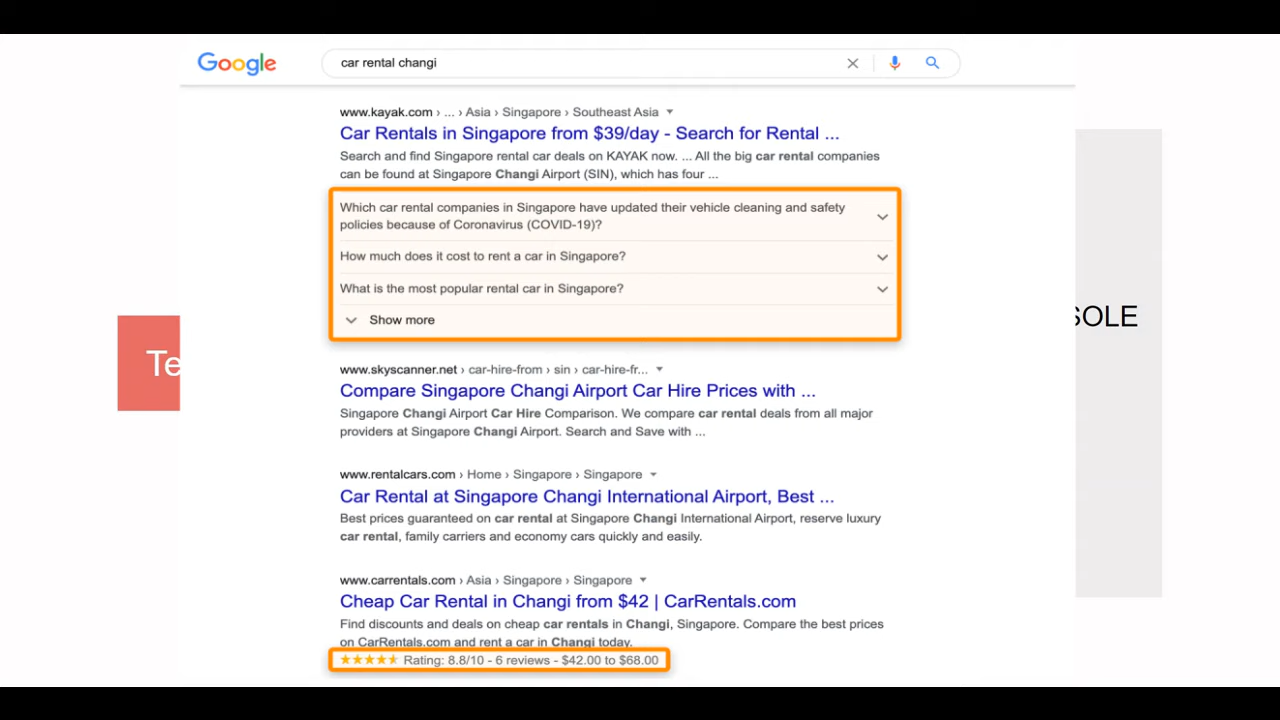 Google
car rental changi
www.kayak.com › ... › Asia › Singapore › Southeast Asia
Car Rentals in Singapore from $39/day - Search for Rental ...
Search and find Singapore rental car deals on KAYAK now. ... All the big car rental companies
can be found at Singapore Changi Airport (SIN), which has four ...
Which car rental companies in Singapore have updated their vehicle cleaning and safety
policies because of Coronavirus (COVID-19)?
How much does it cost to rent a car in Singapore?
What is the most popular rental car in Singapore?
Show more
SOLE
Te
www.skyscanner.net › car-hire-from › sin › car-hire-fr...
Compare Singapore Changi Airport Car Hire Prices with ...
Singapore Changi Airport Car Hire Comparison. We compare car rental deals from all major
providers at Singapore Changi Airport. Search and Save with ...
www.rentalcars.com › Home › Singapore › Singapore
Car Rental at Singapore Changi International Airport, Best ...
Best prices guaranteed on car rental at Singapore Changi International Airport, reserve luxury
car rental, family carriers and economy cars quickly and easily.
www.carrentals.com › Asia › Singapore › Singapore
Cheap Car Rental in Changi from $42 | CarRentals.com
Find discounts and deals on cheap car rentals in Changi, Singapore. Compare the best prices
on CarRentals.com and rent a car in Changi today.
Rating: 8.8/10 - 6 reviews - $42.00 to $68.00